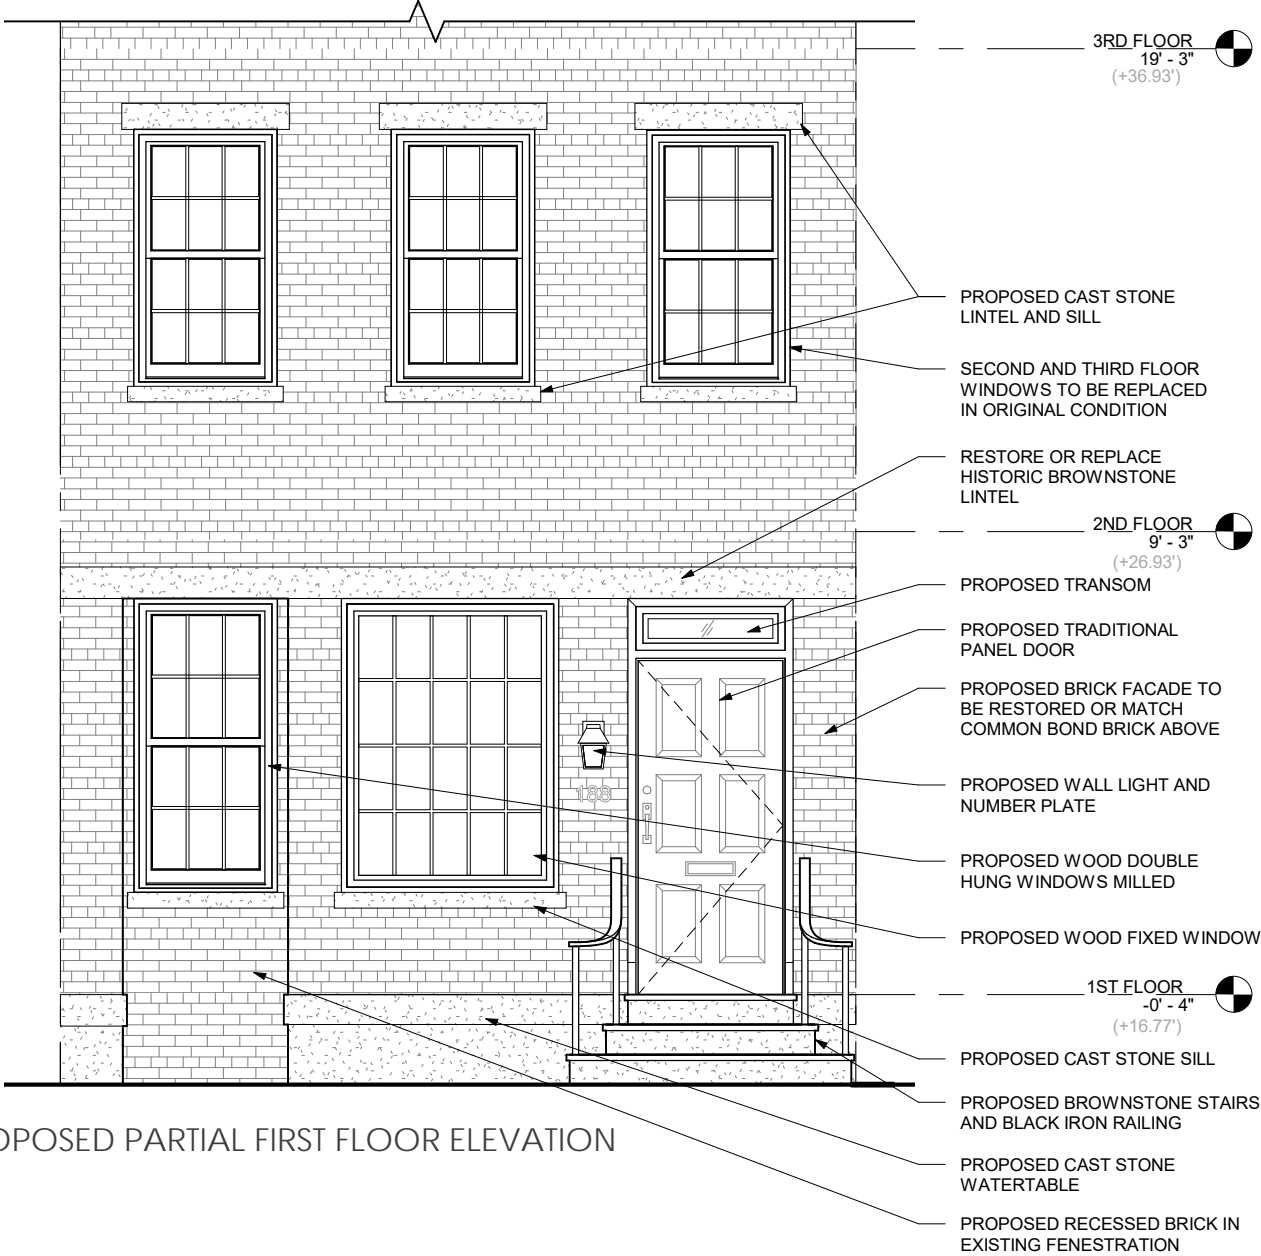 3RD FLOOR
19' - 3"
(+36.93')
PROPOSED CAST STONE
LINTEL AND SILL
SECOND AND THIRD FLOOR
WINDOWS TO BE REPLACED
IN ORIGINAL CONDITION
RESTORE OR REPLACE
HISTORIC BROWNSTONE
LINTEL
2ND FLOOR
9' - 3"
(+26.93')
PROPOSED TRANSOM
PROPOSED TRADITIONAL
PANEL DOOR
PROPOSED BRICK FACADE TO
BE RESTORED OR MATCH
COMMON BOND BRICK ABOVE
PROPOSED WALL LIGHT AND
NUMBER PLATE
188
PROPOSED WOOD DOUBLE
HUNG WINDOWS MILLED
PROPOSED WOOD FIXED WINDOW
1ST FLOOR
-0' - 4"
(+16.77')
PROPOSED CAST STONE SILL
PROPOSED BROWNSTONE STAIRS
AND BLACK IRON RAILING
PROPOSED CAST STONE
WATERTABLE
PROPOSED RECESSED BRICK IN
EXISTING FENESTRATION
OPOSED PARTIAL FIRST FLOOR ELEVATION